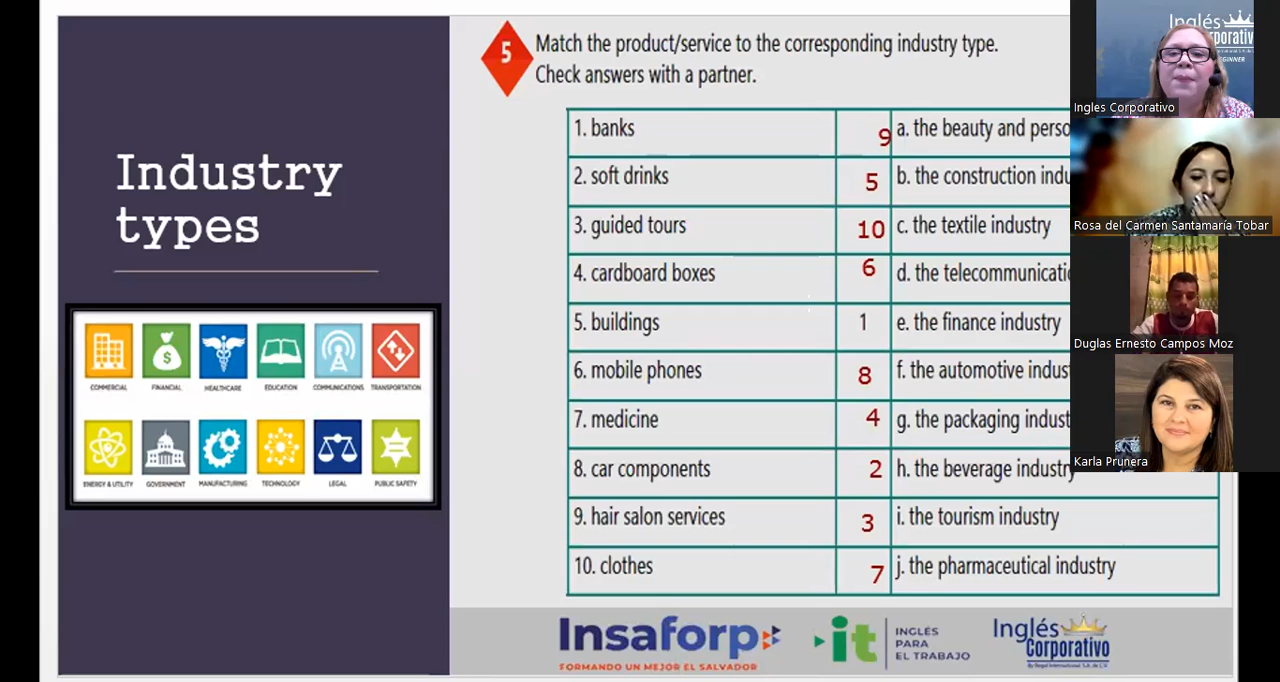 Industry
types
COMMERCIAL FINANCIAL HEALTHCARE EDUCATION COMMUNICATIONS TRANSPORTATION
ENERGY & UTILITY GOVERNMENT MANUFACTURING TECHNOLOGY LEGAL PUBLIC SAFETY
5 Match the product/service to the corresponding industry type.
Check answers with a partner.
1. banks 9 a. the beauty and
2. soft drinks 5 b. the construction
3. guided tours 10 c. the textile industry
4. cardboard boxes 6 d. the
5. buildings 1 e. the finance industry
6. mobile phones 8 f. the automotive
7. medicine 4 g. the packaging
8. car components 2 h. the beverage industry
9. hair salon services 3 i. the tourism industry
10. clothes 7 j. the pharmaceutical industry
Insaforp
FORMANDO UN MEJOR EL SALVADOR
it
INGLÉS
PARA
EL TRABAJO
Inglés
Corporativo
Inglés
Ingles Corporativo
Rosa del Carmen Santamaría Tobar
Duglas Ernesto Campos Moz
Karla Prunera